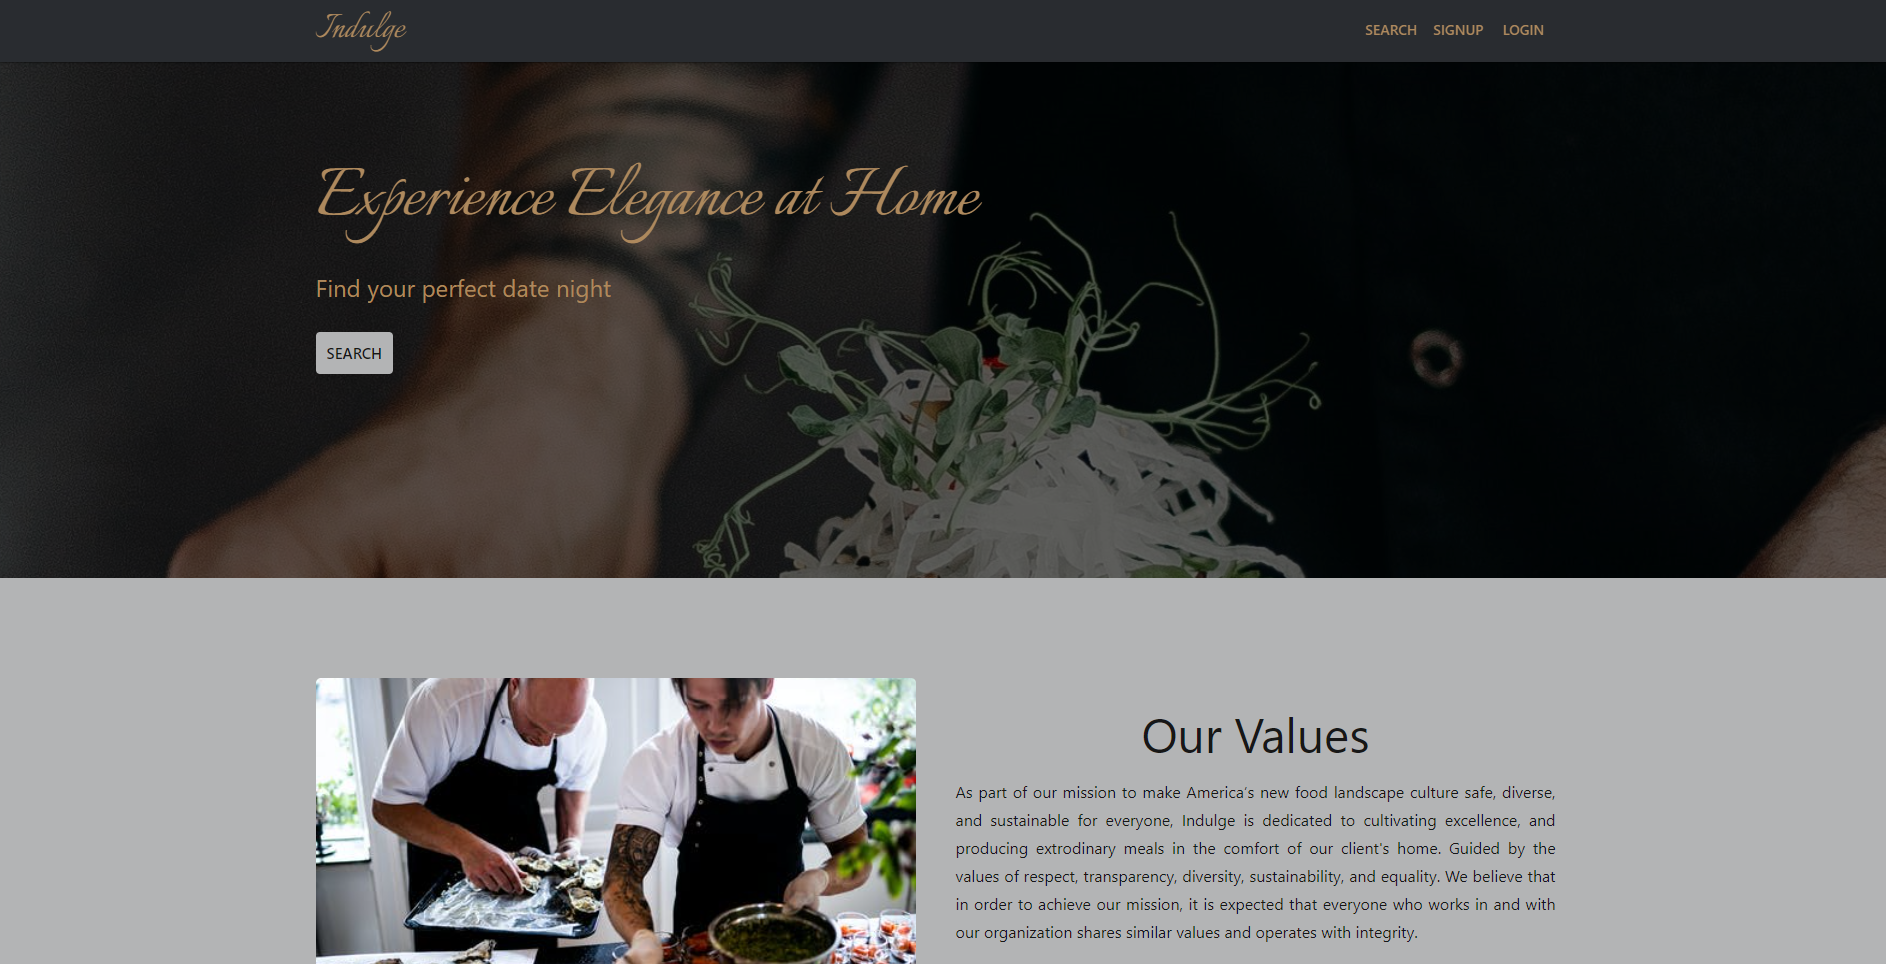 Indulge
SEARCH SIGNUP LOGIN
Experience Elegance at Home
Find your perfect date night
SEARCH
Our Values
As part of our mission to make America's new food landscape culture safe, diverse,
and sustainable for everyone, Indulge is dedicated to cultivating excellence, and
producing extrodinary meals in the comfort of our client's home. Guided by the
values of respect, transparency, diversity, sustainability, and equality. We believe that
in order to achieve our mission, it is expected that everyone who works in and with
our organization shares similar values and operates with integrity.